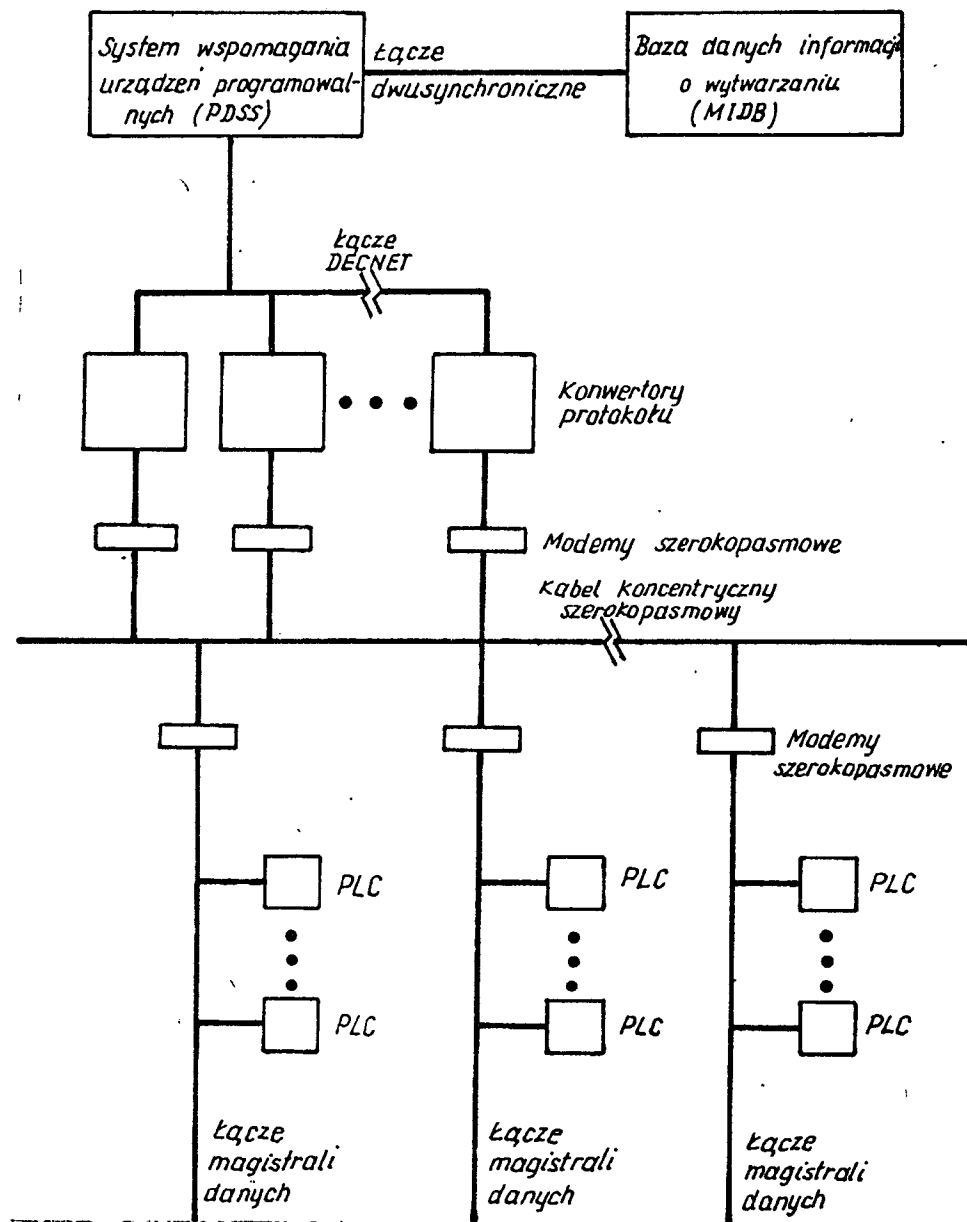 System wspomagania
urządzeń programowal-
nych (PDSS)
Łącze
dwusynchroniczne
Baza danych informacji
o wytwarzaniu
(MIDB)
Łącze
DECNET
Konwertory
protokołu
Modemy szerokopasmowe
Kabel koncentryczny
szerokopasmowy
Modemy
szerokopasmowe
PLC
PLC
PLC
PLC
PLC
PLC
Łącze
magistrali
danych
Łącze
magistrali
danych
Łącze
magistrali
danych